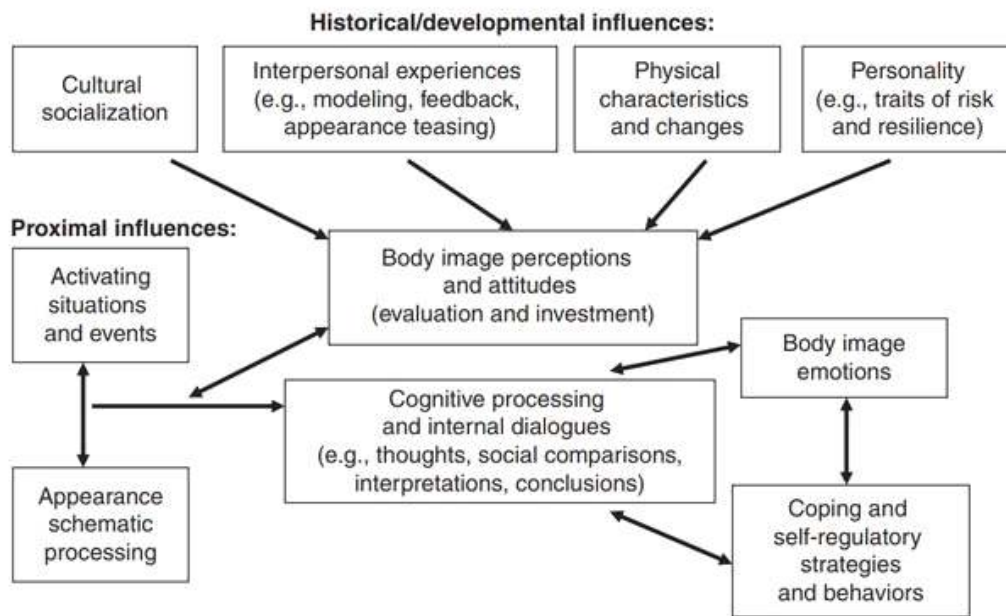 Historical/developmental influences:
Cultural
socialization
Interpersonal experiences
(e.g., modeling, feedback,
appearance teasing)
Physical
characteristics
and changes
Personality
(e.g., traits of risk
and resilience)
Proximal influences:
Activating
situations
and events
Body image perceptions
and attitudes
(evaluation and investment)
Body image
emotions
Cognitive processing
and internal dialogues
(e.g., thoughts, social comparisons,
interpretations, conclusions)
Appearance
schematic
processing
Coping and
self-regulatory
strategies
and behaviors